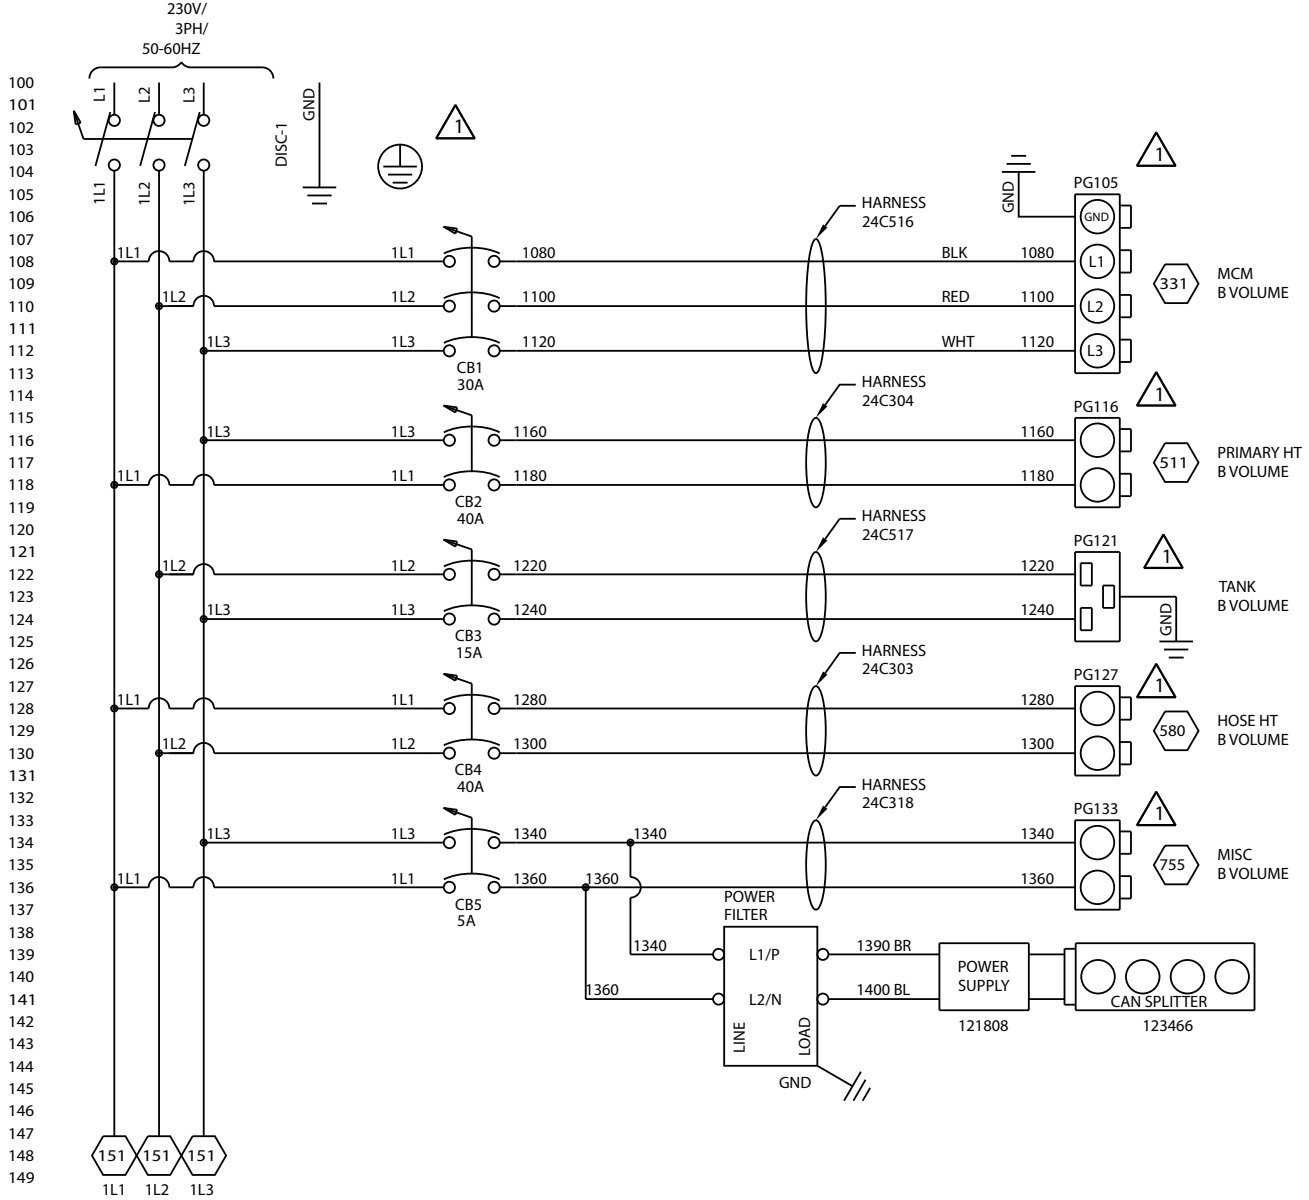 230V/
3PH/
50-60HZ
100
101
102
103
104
105
106
107
108
109
110
111
112
113
114
115
116
117
118
119
120
121
122
123
124
125
126
127
128
129
130
131
132
133
134
135
136
137
138
139
140
141
142
143
144
145
146
147
148
149
L1
L2
L3
GND
DISC-1
1
1L1
1L2
1L3
1
PG105
GND
GND
HARNESS
24C516
1L1
1L1
1080
BLK
1080
L1
1L2
1L2
1100
RED
1100
L2
331
MCM
B VOLUME
1L3
1L3
1120
WHT
1120
L3
CB1
30A
HARNESS
24C304
1
PG116
1L3
1L3
1160
1160
511
PRIMARY HT
B VOLUME
1L1
1L1
1180
1180
CB2
40A
HARNESS
24C517
PG121
1
1L2
1L2
1220
1220
TANK
B VOLUME
1L3
1L3
1240
1240
GND
CB3
15A
HARNESS
24C303
PG127
1
1L1
1L1
1280
1280
580
HOSE HT
B VOLUME
1L2
1L2
1300
1300
CB4
40A
HARNESS
24C318
PG133
1
1L3
1L3
1340
1340
1340
755
MISC
B VOLUME
1L1
1L1
1360
1360
1360
CB5
5A
POWER
FILTER
1340
L1/P
1390 BR
POWER
SUPPLY
1360
L2/N
1400 BL
CAN SPLITTER
LINE
LOAD
121808
123466
GND
151
151
151
1L1
1L2
1L3